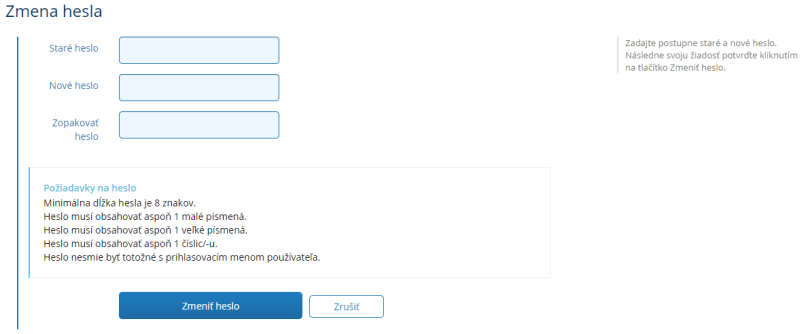 Zmena hesla
Staré heslo
Zadajte postupne staré a nové heslo.
Následne svoju žiadosť potvrďte kliknutím
na tlačítko Zmeniť heslo.
Nové heslo
Zopakovať
heslo
Požiadavky na heslo
Minimálna dĺžka hesla je 8 znakov.
Heslo musí obsahovať aspoň 1 malé písmená.
Heslo musí obsahovať aspoň 1 veľké písmená.
Heslo musí obsahovať aspoň 1 číslic/-u.
Heslo nesmie byť totožné s prihlasovacím menom používateľa.
Zmeniť heslo
Zrušiť